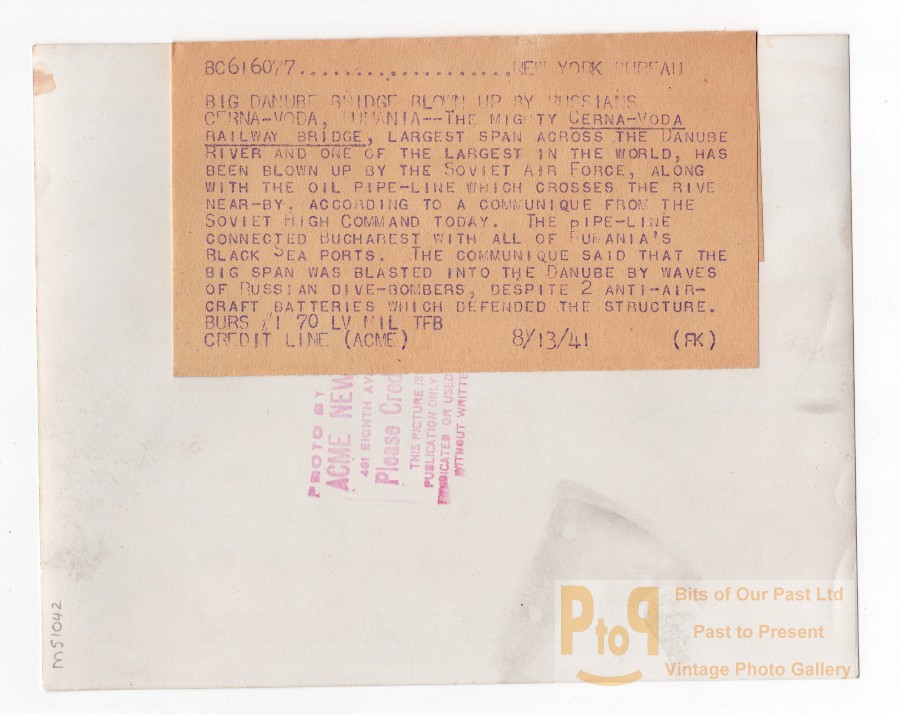 BC616077.....................NEW YORK BUREAU
BIG DANUBE BRIDGE BLOWN UP BY RUSSIANS
CERNA-VODA, RUMANIA--THE MIGHTY CERNA-VODA
RAILWAY BRIDGE, LARGEST SPAN ACROSS THE DANUBE
RIVER AND ONE OF THE LARGEST IN THE WORLD, HAS
BEEN BLOWN UP BY THE SOVIET AIR FORCE, ALONG
WITH THE OIL PIPE-LINE WHICH CROSSES THE RIVE
NEAR-BY, ACCORDING TO A COMMUNIQUE FROM THE
SOVIET HIGH COMMAND TODAY. THE PIPE-LINE
CONNECTED BUCHAREST WITH ALL OF RUMANIA'S
BLACK SEA PORTS. THE COMMUNIQUE SAID THAT THE
BIG SPAN WAS BLASTED INTO THE DANUBE BY WAVES
OF RUSSIAN DIVE-BOMBERS, DESPITE 2 ANTI-AIR-
CRAFT BATTERIES WHICH DEFENDED THE STRUCTURE.
BURS #1 70 LV MIL TFB
CREDIT LINE (ACME) 8/13/41 (FK)
PHOTO BY
ACME NEW
461 EIGHTH AV
Please Cred
THIS PICTURE IS
PUBLICATION ONLY
OR USED
WITHOUT WRITTE
M51042
PtoP
Bits of Our Past Ltd
Past to Present
Vintage Photo Gallery